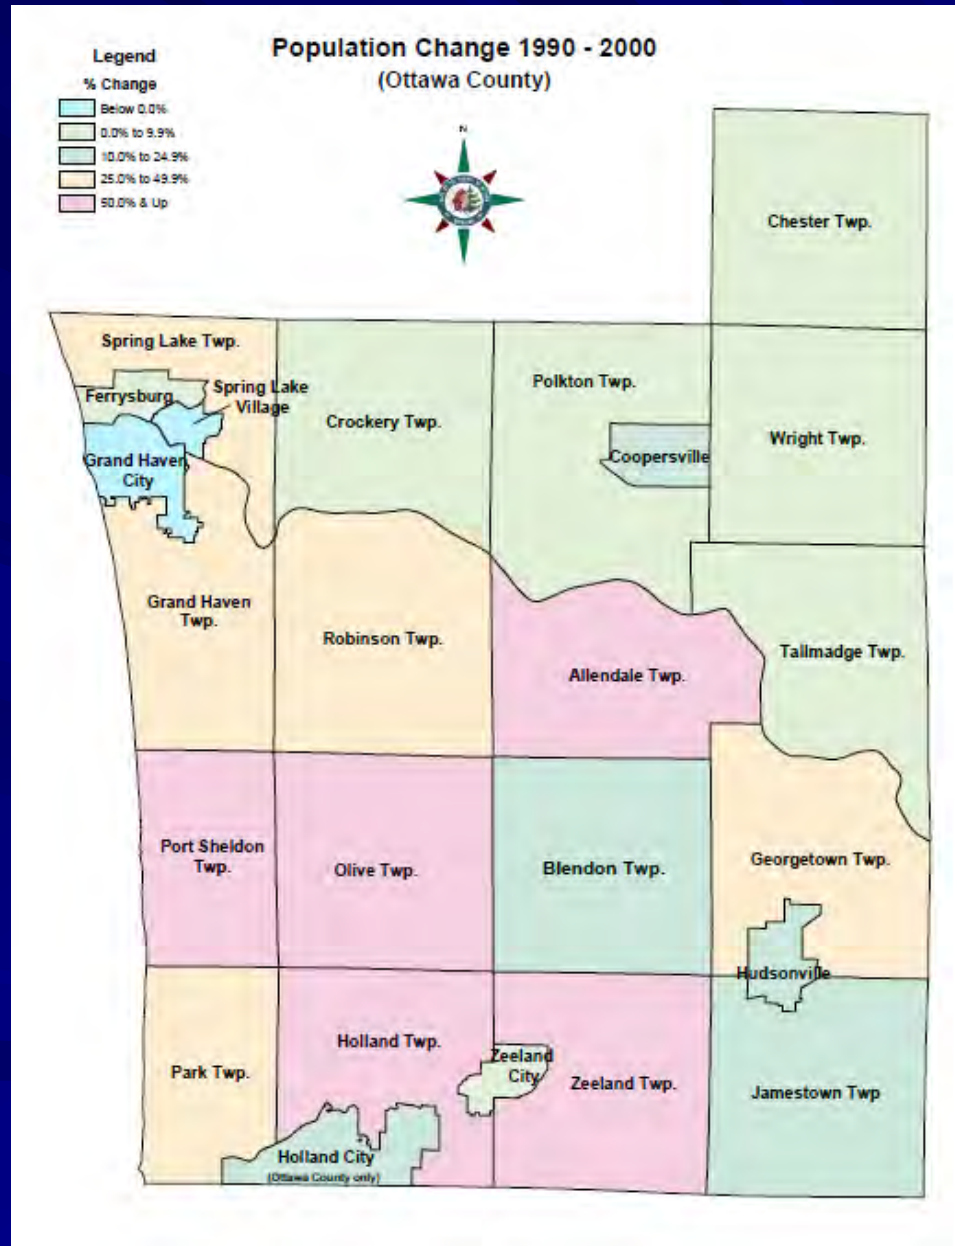 Population Change 1990 - 2000
(Ottawa County)
Legend
% Change
Below 0.0%
0.0% to 9.9%
10.0% to 24.9%
25.0% to 49.9%
50.0% & Up
N
Chester Twp.
Spring Lake Twp.
Ferrysburg
Spring Lake
Village
Crockery Twp.
Polkton Twp.
Coopersville
Wright Twp.
Grand Haven
City
Grand Haven
Twp.
Robinson Twp.
Allendale Twp.
Tallmadge Twp.
Port Sheldon
Twp.
Olive Twp.
Blendon Twp.
Georgetown Twp.
Hudsonville
Park Twp.
Holland Twp.
Zeeland
City
Zeeland Twp.
Jamestown Twp
Holland City
(Ottawa County only)